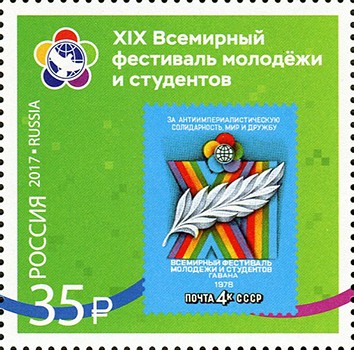 XIX Всемирный
фестиваль молодёжи
и студентов
РОССИЯ 2017 • RUSSIA
35₽
ЗА АНТИИМПЕРИАЛИСТИЧЕСКУЮ
СОЛИДАРНОСТЬ, МИР И ДРУЖБУ
ВСЕМИРНЫЙ ФЕСТИВАЛЬ
МОЛОДЕЖИ И СТУДЕНТОВ
ГАВАНА
1978
ПОЧТА 4К СССР